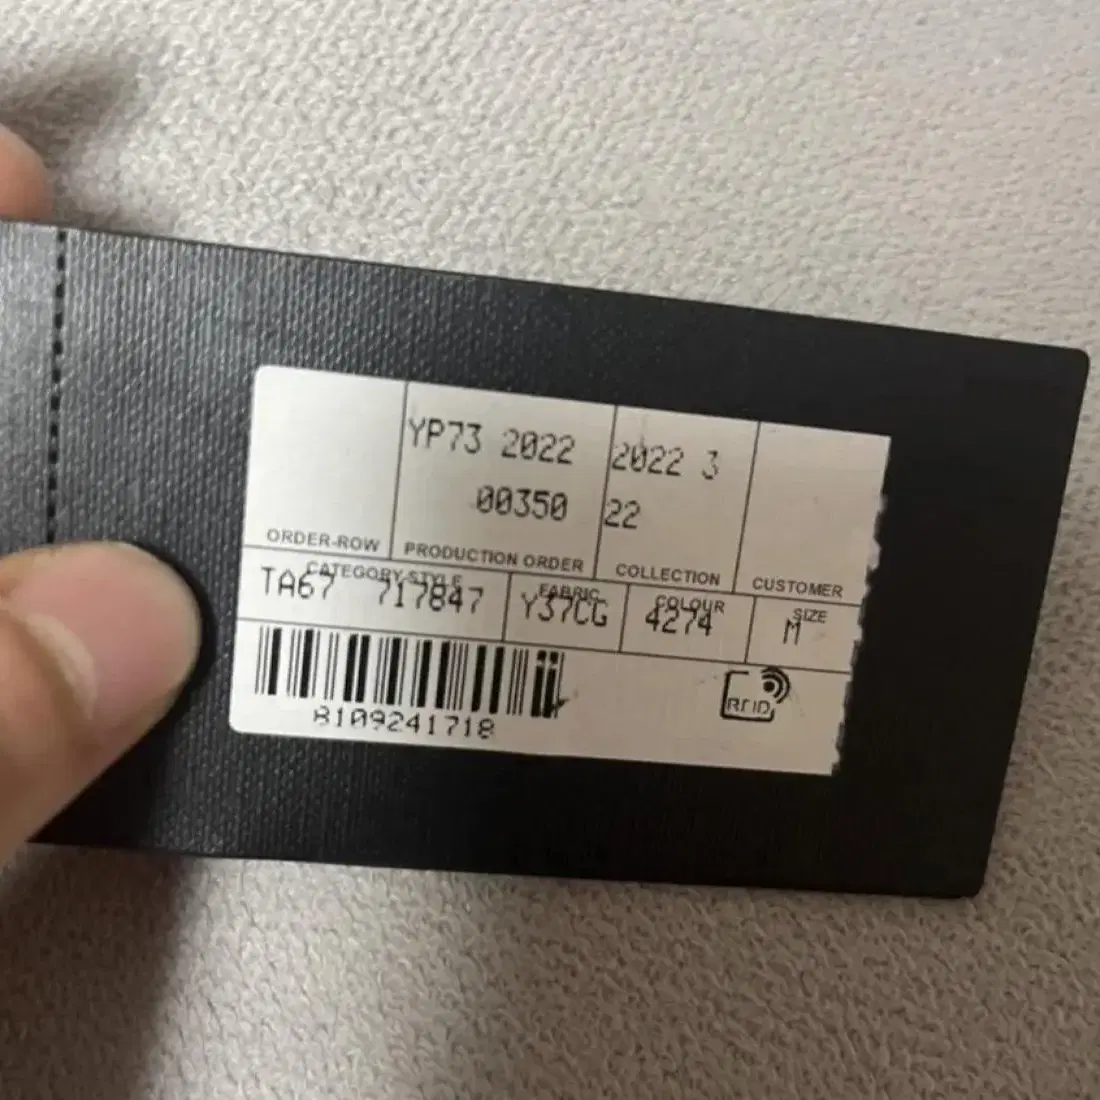 YP73 2022
00350
2022 3
22
ORDER-ROW
PRODUCTION ORDER
COLLECTION
CUSTOMER
CATEGORY-STYLE
TA67 717847
FABRIC
Y37CG
COLOUR
4274
SIZE
M
8109241718
RFID